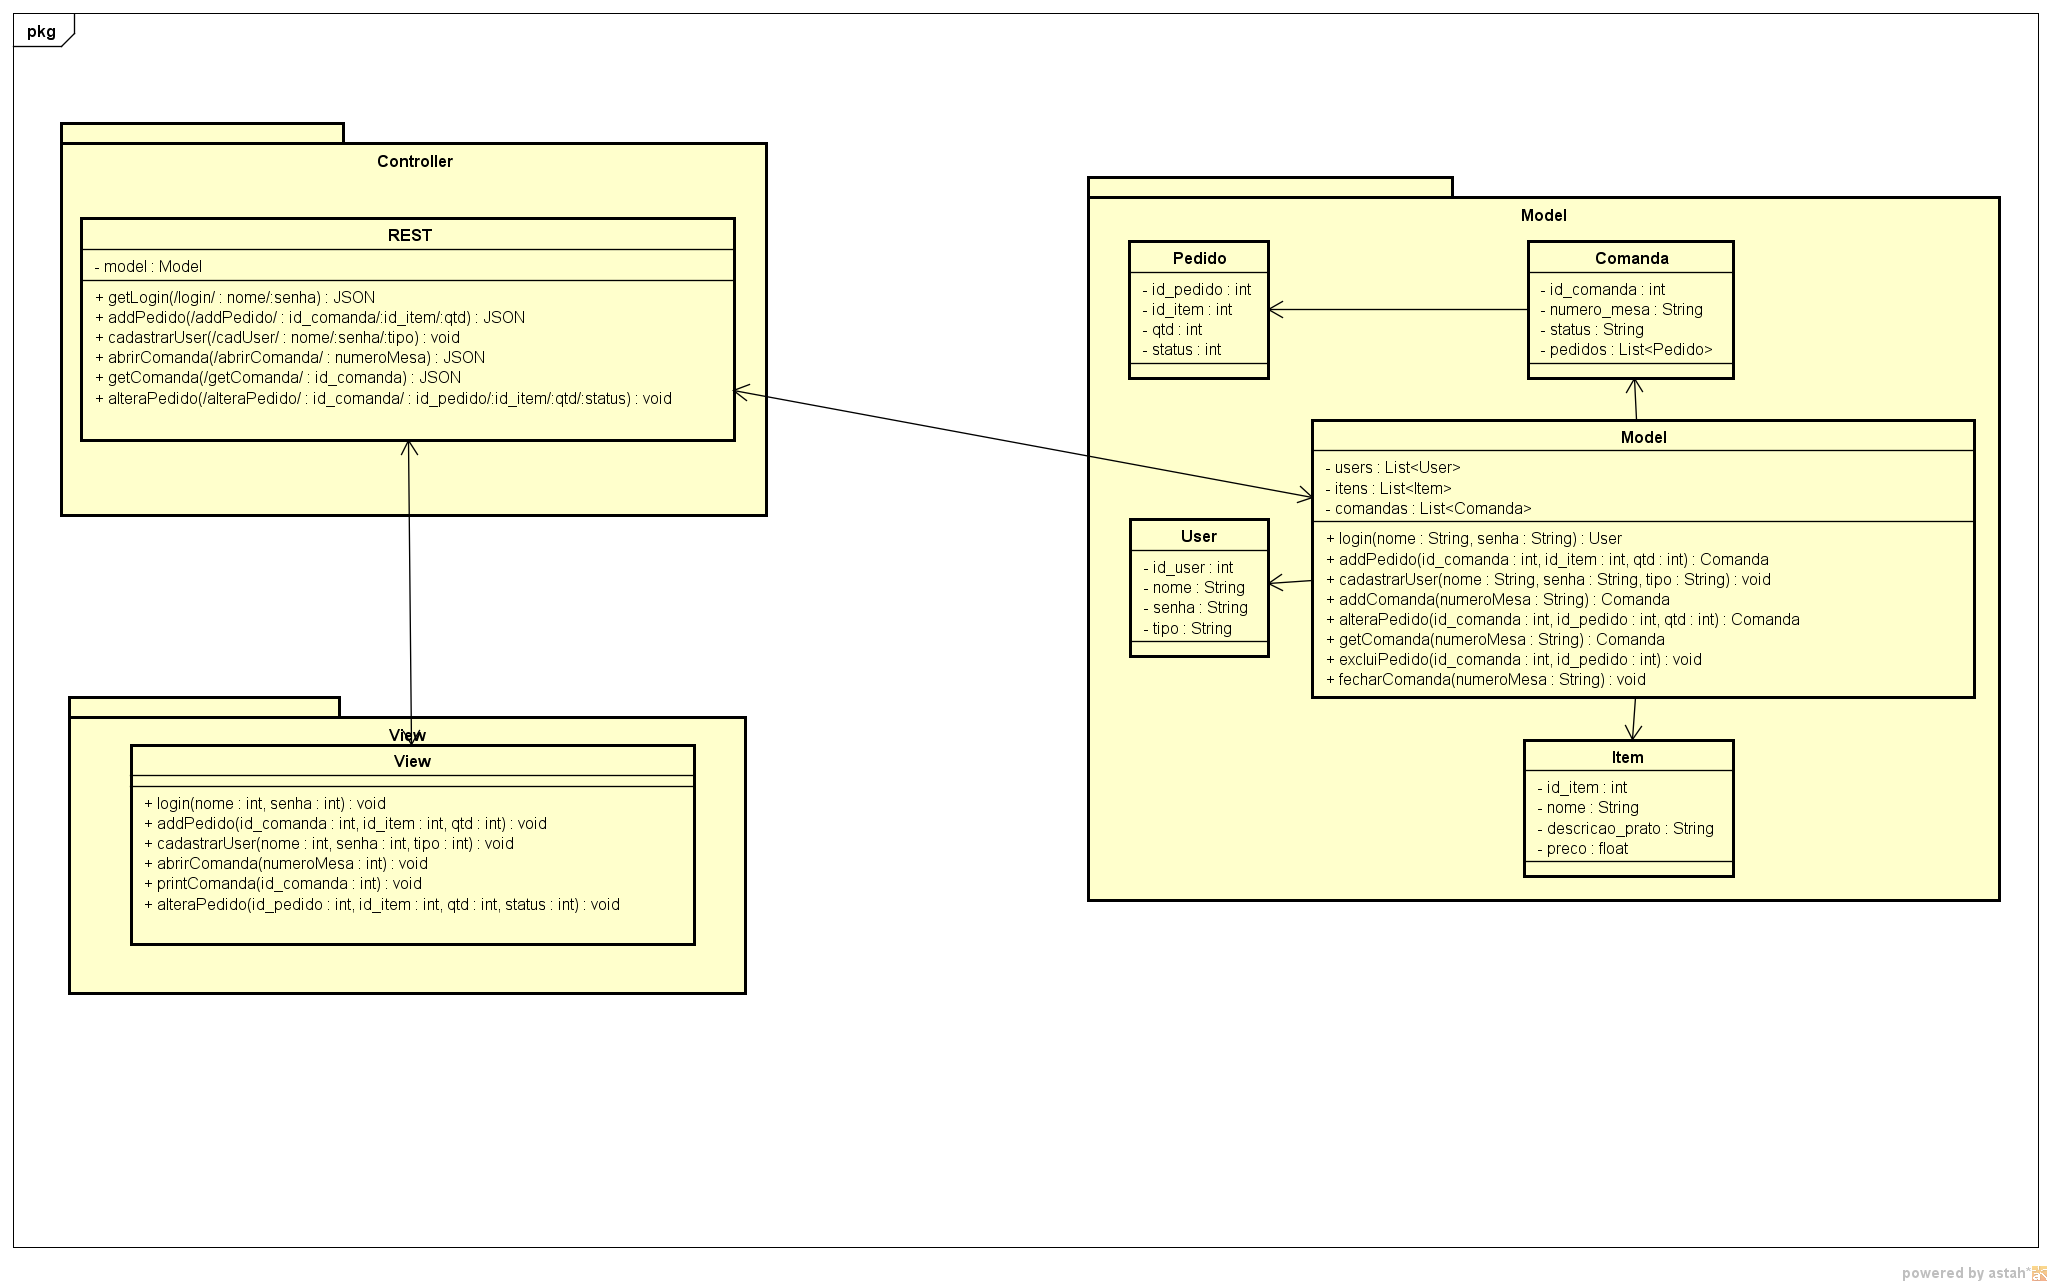 pkg
Controller
REST
- model : Model
+ getLogin(/login/ : nome/:senha) : JSON
+ addPedido(/addPedido/ : id_comanda/:id_item/:qtd) : JSON
+ cadastrarUser(/cadUser/ : nome/:senha/:tipo) : void
+ abrirComanda(/abrirComanda/ : numeroMesa) : JSON
+ getComanda(/getComanda/ : id_comanda) : JSON
+ alteraPedido(/alteraPedido/ : id_comanda/ : id_pedido/:id_item/:qtd/:status) : void
View
View
+ login(nome : int, senha : int) : void
+ addPedido(id_comanda : int, id_item : int, qtd : int) : void
+ cadastrarUser(nome : int, senha : int, tipo : int) : void
+ abrirComanda(numeroMesa : int) : void
+ printComanda(id_comanda : int) : void
+ alteraPedido(id_pedido : int, id_item : int, qtd : int, status : int) : void
Model
Pedido
- id_pedido : int
- id_item : int
- qtd : int
- status : int
Comanda
- id_comanda : int
- numero_mesa : String
- status : String
- pedidos : List<Pedido>
Model
- users : List<User>
- itens : List<Item>
- comandas : List<Comanda>
+ login(nome : String, senha : String) : User
+ addPedido(id_comanda : int, id_item : int, qtd : int) : Comanda
+ cadastrarUser(nome : String, senha : String, tipo : String) : void
+ addComanda(numeroMesa : String) : Comanda
+ alteraPedido(id_comanda : int, id_pedido : int, qtd : int) : Comanda
+ getComanda(numeroMesa : String) : Comanda
+ excluiPedido(id_comanda : int, id_pedido : int) : void
+ fecharComanda(numeroMesa : String) : void
User
- id_user : int
- nome : String
- senha : String
- tipo : String
Item
- id_item : int
- nome : String
- descricao_prato : String
- preco : float
powered by astah*